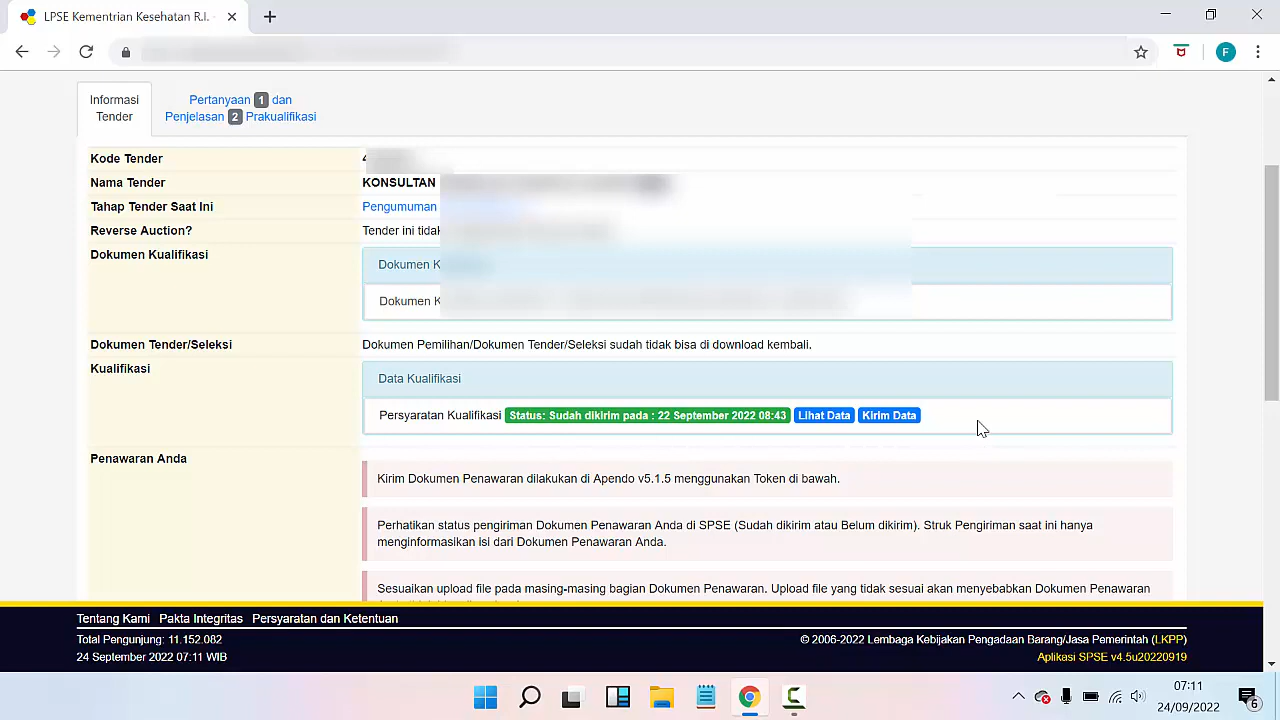 LPSE Kementrian Kesehatan R.I. -
F
Informasi
Tender
Pertanyaan 1 dan
Penjelasan 2 Prakualifikasi
Kode Tender
Nama Tender
KONSULTAN
Tahap Tender Saat Ini
Pengumuman
Reverse Auction?
Tender ini
Dokumen Kualifikasi
Dokumen
Dokumen
Dokumen Tender/Seleksi
Dokumen Pemilihan/Dokumen Tender/Seleksi sudah tidak bisa di download kembali.
Kualifikasi
Data Kualifikasi
Persyaratan Kualifikasi Status: Sudah dikirim pada : 22 September 2022 08:43 Lihat Data Kirim Data
Penawaran Anda
Kirim Dokumen Penawaran dilakukan di Apendo v5.1.5 menggunakan Token di bawah.
Perhatikan status pengiriman Dokumen Penawaran Anda di SPSE (Sudah dikirim atau Belum dikirim). Struk Pengiriman saat ini hanya
menginformasikan isi dari Dokumen Penawaran Anda.
Sesuaikan upload file pada masing-masing bagian Dokumen Penawaran. Upload file yang tidak sesuai akan menyebabkan Dokumen Penawaran
Tentang Kami Pakta Integritas Persyaratan dan Ketentuan
Total Pengunjung: 11.152.082
24 September 2022 07.11 WIB
© 2006-2022 Lembaga Kebijakan Pengadaan Barang/Jasa Pemerintah (LKPP)
Aplikasi SPSE v4.5u20220919
07:11
24/09/2022
6